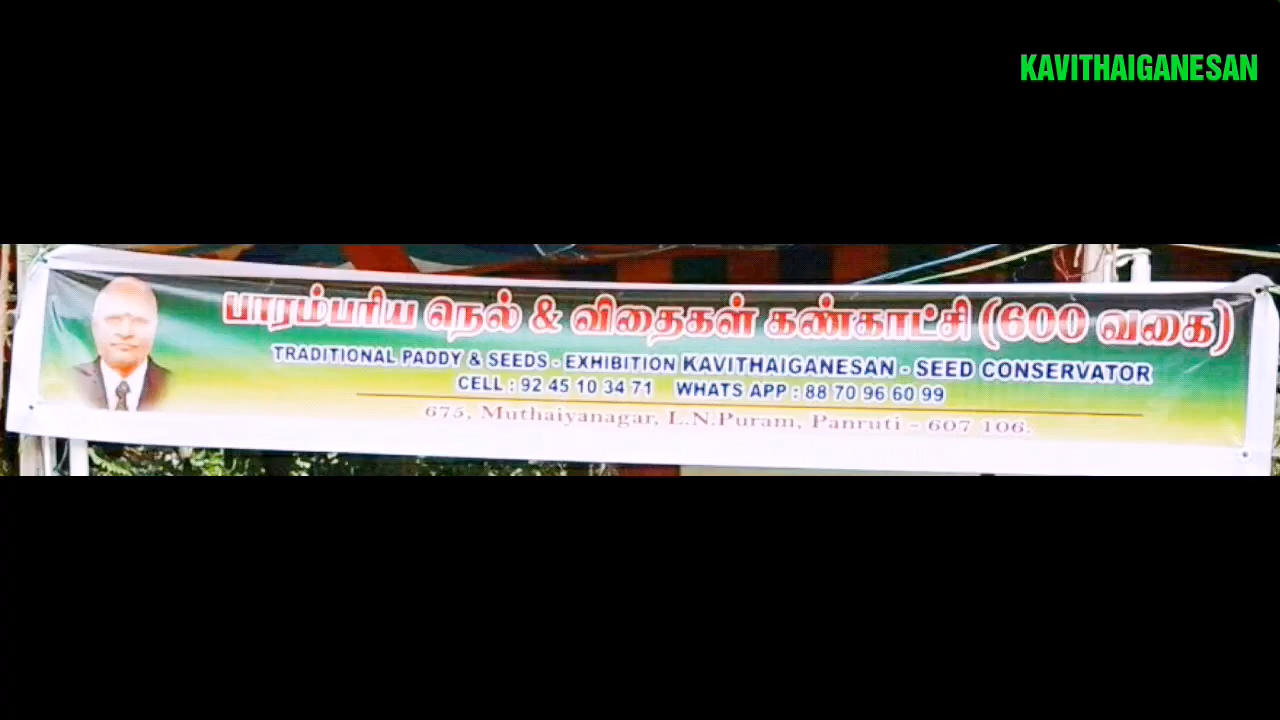 KAVITHAIGANESAN
பாரம்பரிய நெல் & விதைகள் கண்காட்சி (600 வகை)
TRADITIONAL PADDY & SEEDS - EXHIBITION KAVITHAIGANESAN - SEED CONSERVATOR
CELL : 92 45 10 34 71 WHATS APP : 88 70 96 60 99
675, Muthaiyanagar, L.N.Puram, Panruti - 607 106.